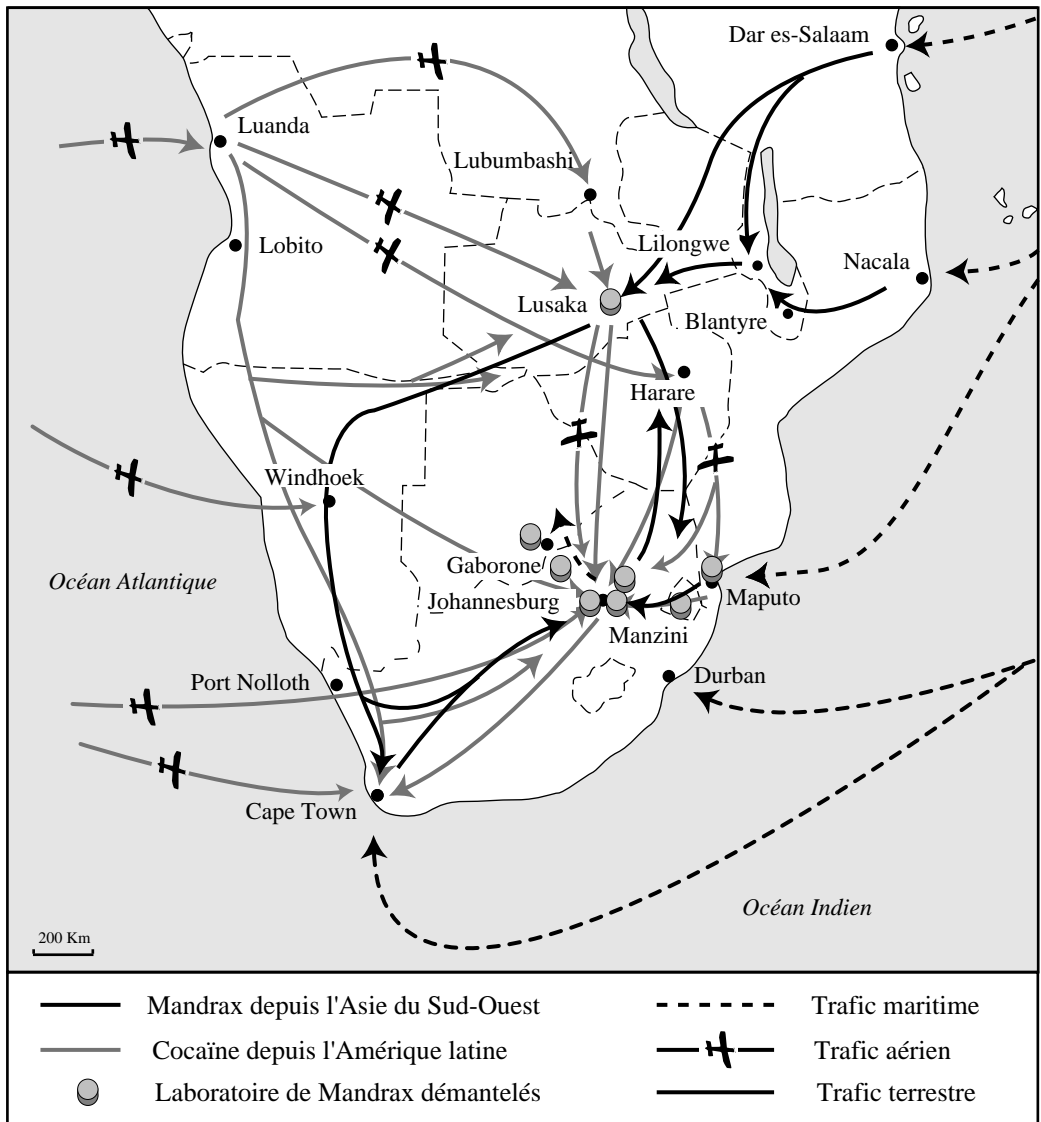 Dar es-Salaam
Luanda
Lubumbashi
Lobito
Lilongwe
Nacala
Lusaka
Blantyre
Harare
Windhoek
Océan Atlantique
Gaborone
Johannesburg
Maputo
Manzini
Port Nolloth
Durban
Cape Town
Océan Indien
200 Km
Mandrax depuis l'Asie du Sud-Ouest
Trafic maritime
Cocaïne depuis l'Amérique latine
Trafic aérien
Laboratoire de Mandrax démantelés
Trafic terrestre